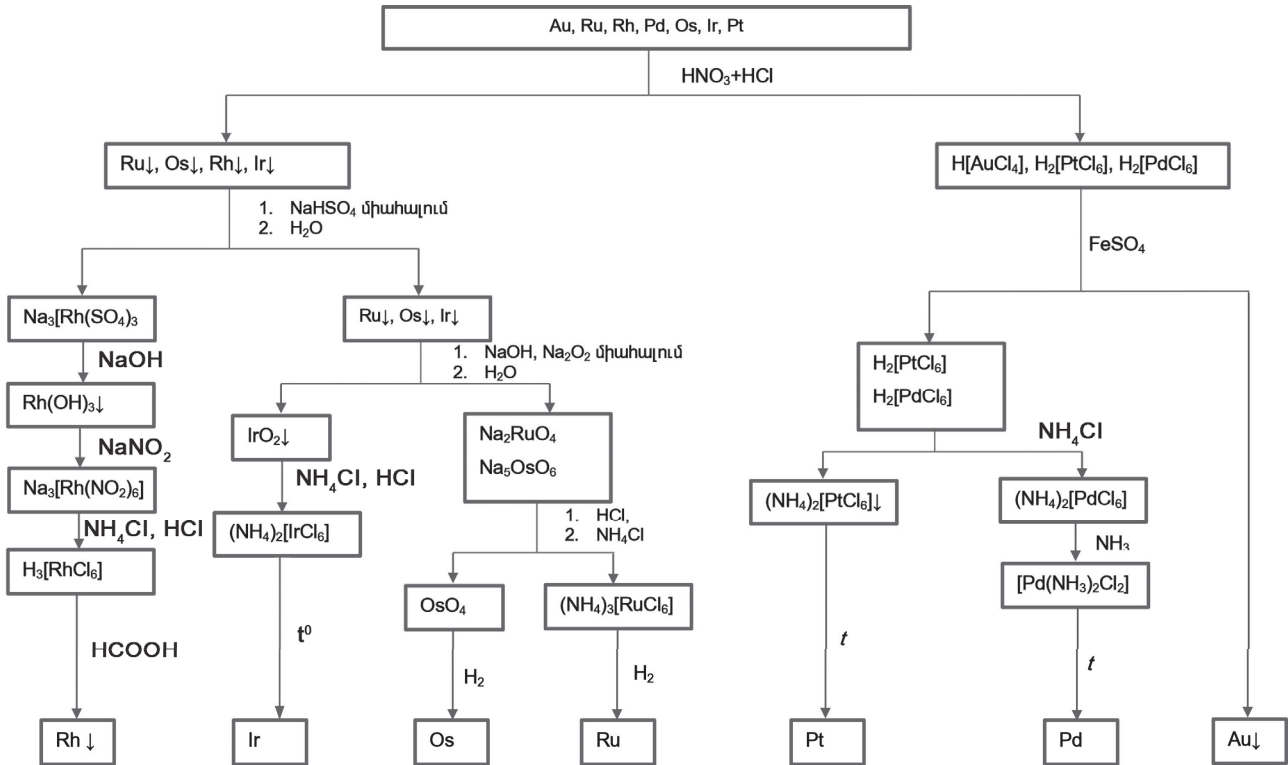 Au, Ru, Rh, Pd, Os, Ir, Pt
HNO₃+HCl
Ru↓, Os↓, Rh↓, Ir↓
H[AuCl₄], H₂[PtCl₆], H₂[PdCl₆]
1. NaHSO₄ միահալում
2. H₂O
FeSO₄
Na₃[Rh(SO₄)₃
Ru↓, Os↓, Ir↓
NaOH
1. NaOH, Na₂O₂ միահալում
2. H₂O
H₂[PtCl₆]
H₂[PdCl₆]
Rh(OH)₃↓
IrO₂↓
Na₂RuO₄
Na₅OsO₆
NaNO₂
NH₄Cl, HCl
NH₄Cl
Na₃[Rh(NO₂)₆]
(NH₄)₂[PtCl₆]↓
(NH₄)₂[PdCl₆]
NH₄Cl, HCl
(NH₄)₂[IrCl₆]
1. HCl,
2. NH₄Cl
NH₃
H₃[RhCl₆]
OsO₄
(NH₄)₃[RuCl₆]
[Pd(NH₃)₂Cl₂]
HCOOH
t⁰
H₂
H₂
t
t
Rh ↓
Ir
Os
Ru
Pt
Pd
Au↓